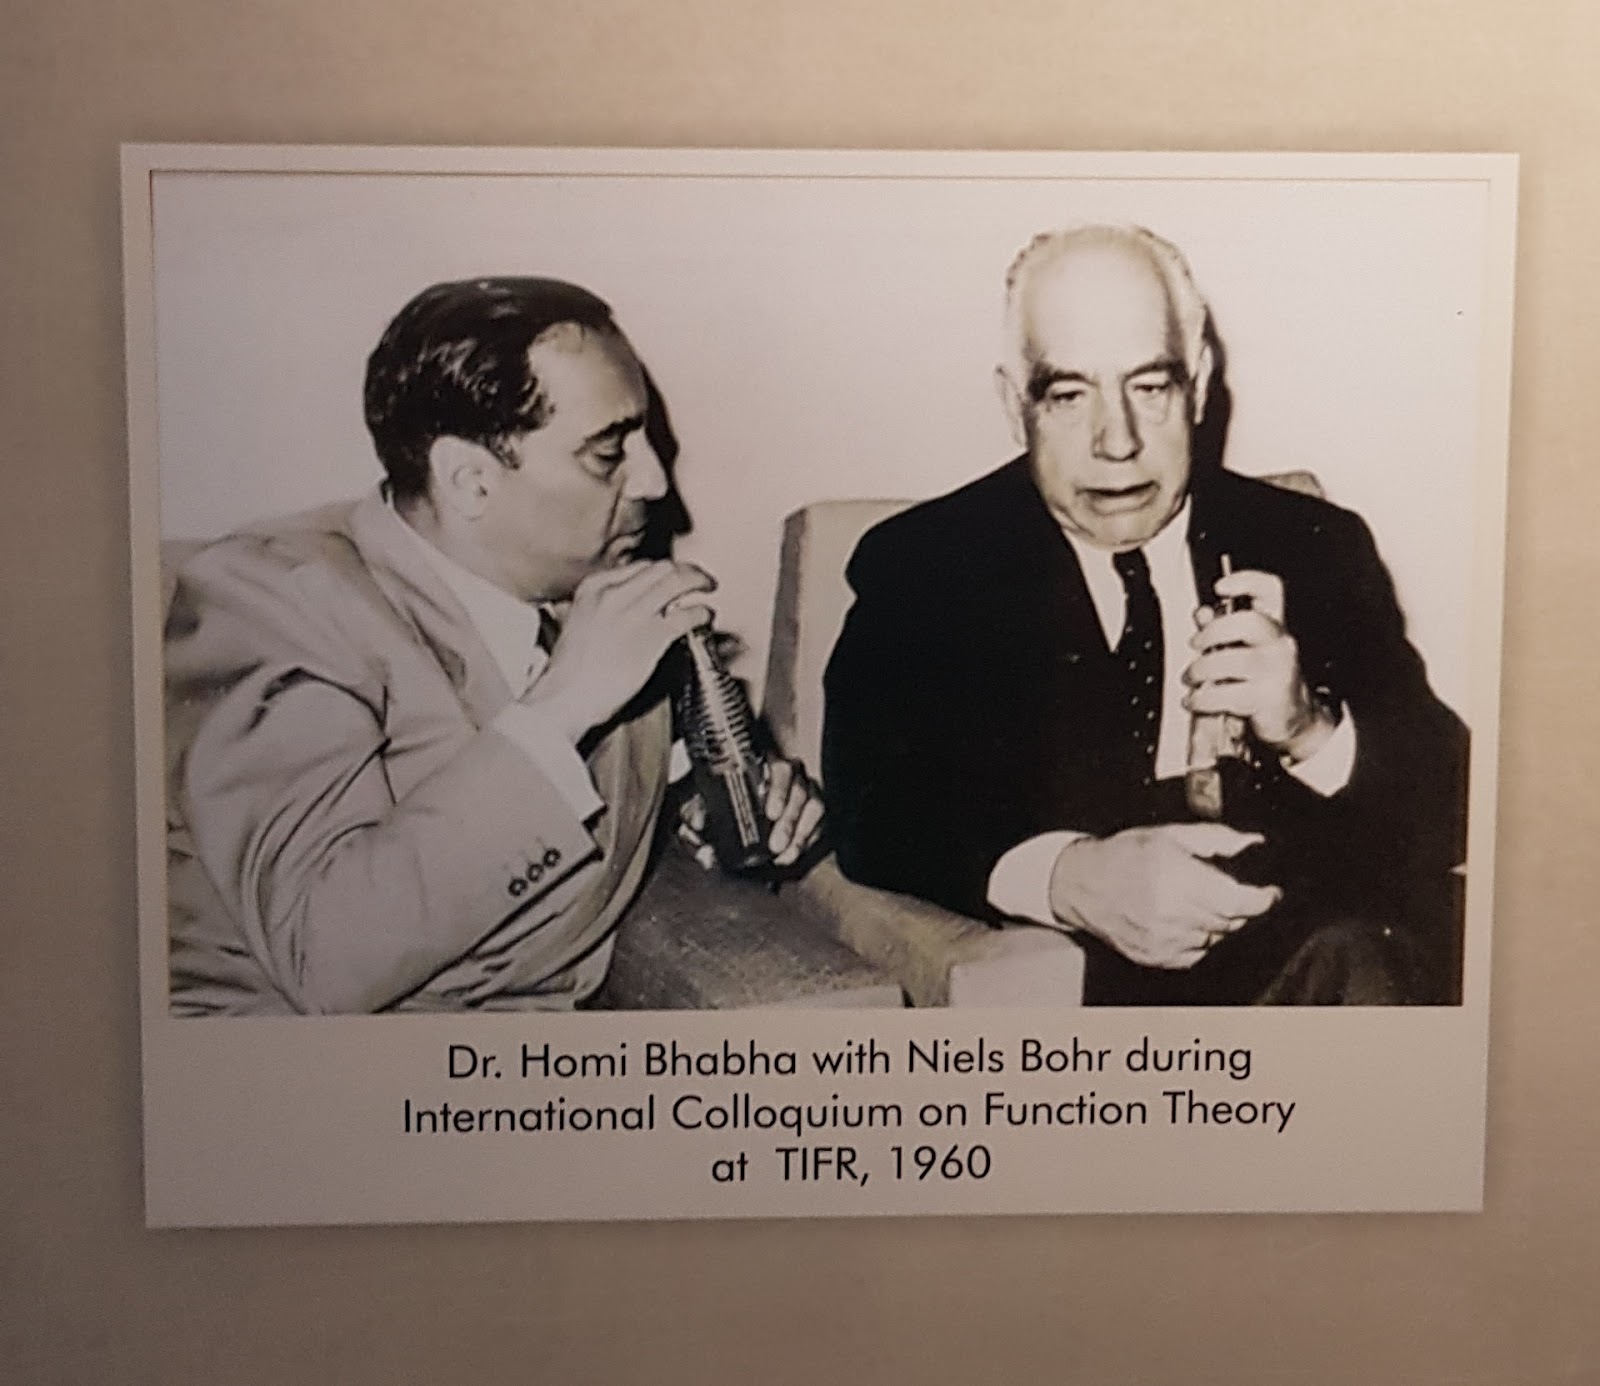 Dr. Homi Bhabha with Niels Bohr during
International Colloquium on Function Theory
at TIFR, 1960